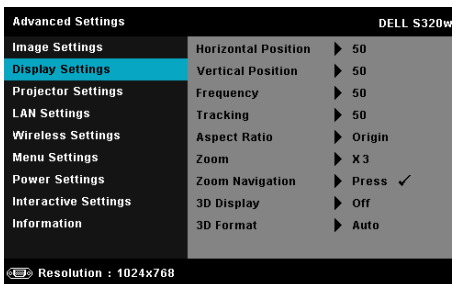 Advanced Settings DELL S320w
Image Settings Horizontal Position 50
Display Settings Vertical Position 50
Projector Settings Frequency 50
LAN Settings Tracking 50
Wireless Settings Aspect Ratio Origin
Menu Settings Zoom X3
Power Settings Zoom Navigation Press ✓
Interactive Settings 3D Display Off
Information 3D Format Auto
Resolution : 1024x768